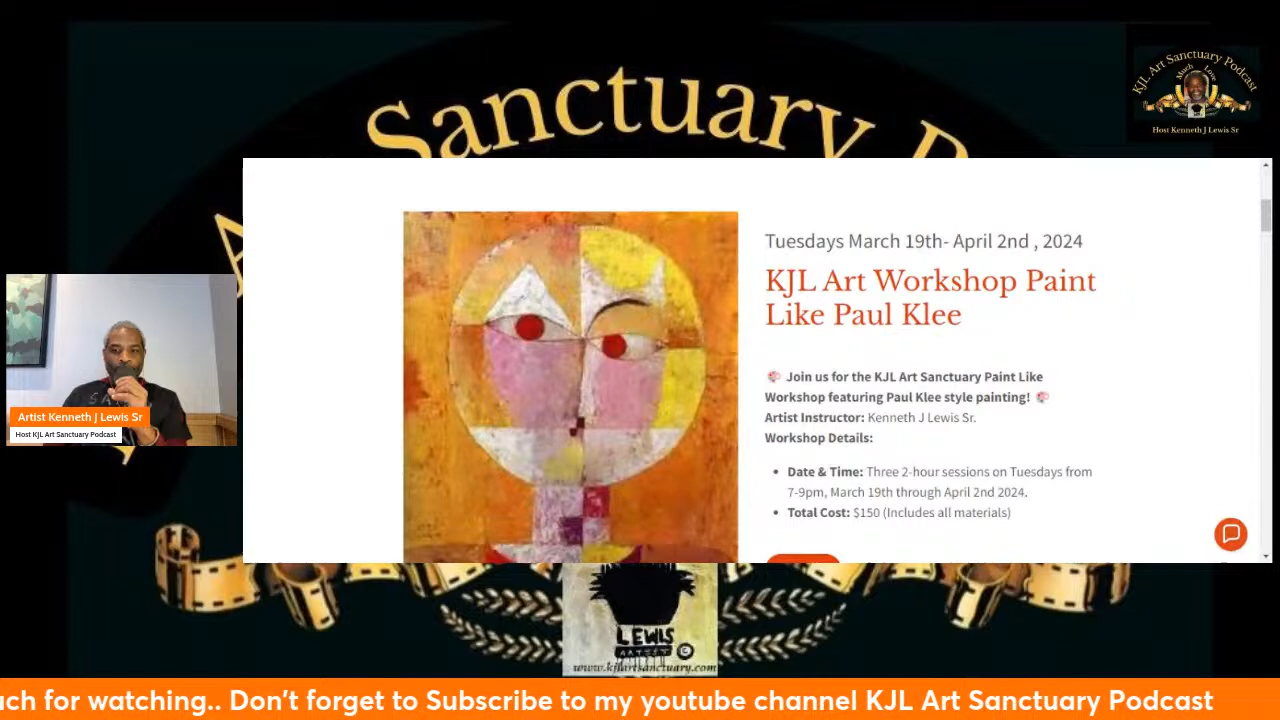 Sanctuary P
KJL Art Sanctuary Podcast
Much Love
Host Kenneth J Lewis Sr
Tuesdays March 19th- April 2nd , 2024
KJL Art Workshop Paint
Like Paul Klee
Join us for the KJL Art Sanctuary Paint Like
Workshop featuring Paul Klee style painting!
Artist Instructor: Kenneth J Lewis Sr.
Workshop Details:
• Date & Time: Three 2-hour sessions on Tuesdays from
7-9pm, March 19th through April 2nd 2024.
• Total Cost: $150 (Includes all materials)
Artist Kenneth J Lewis Sr
Host KJL Art Sanctuary Podcast
LEWIS
ARTIST
www.kjlartsanctuary.com
ach for watching.. Don't forget to Subscribe to my youtube channel KJL Art Sanctuary Podcast